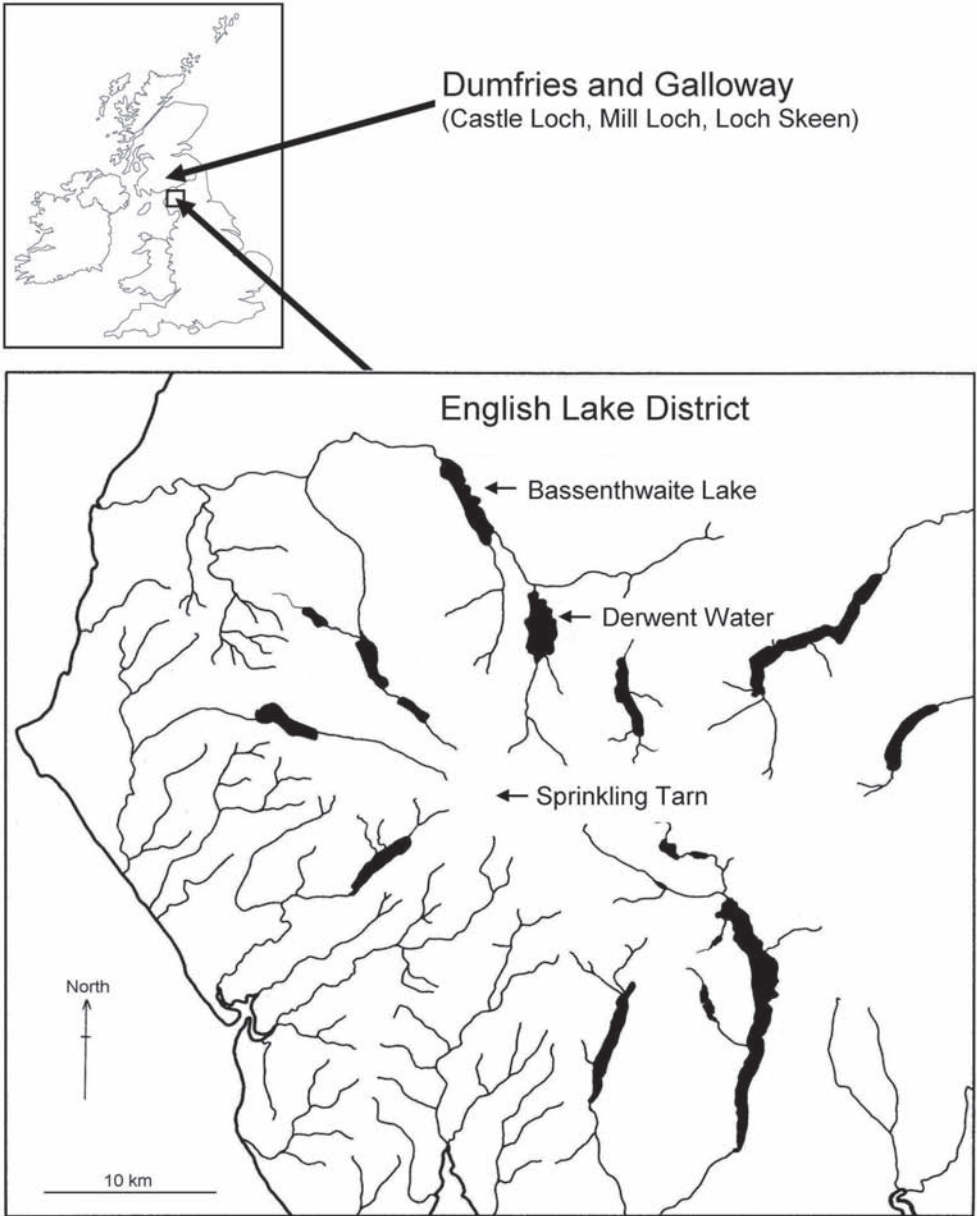 Dumfries and Galloway
(Castle Loch, Mill Loch, Loch Skeen)
English Lake District
Bassenthwaite Lake
Derwent Water
Sprinkling Tarn
North
10 km